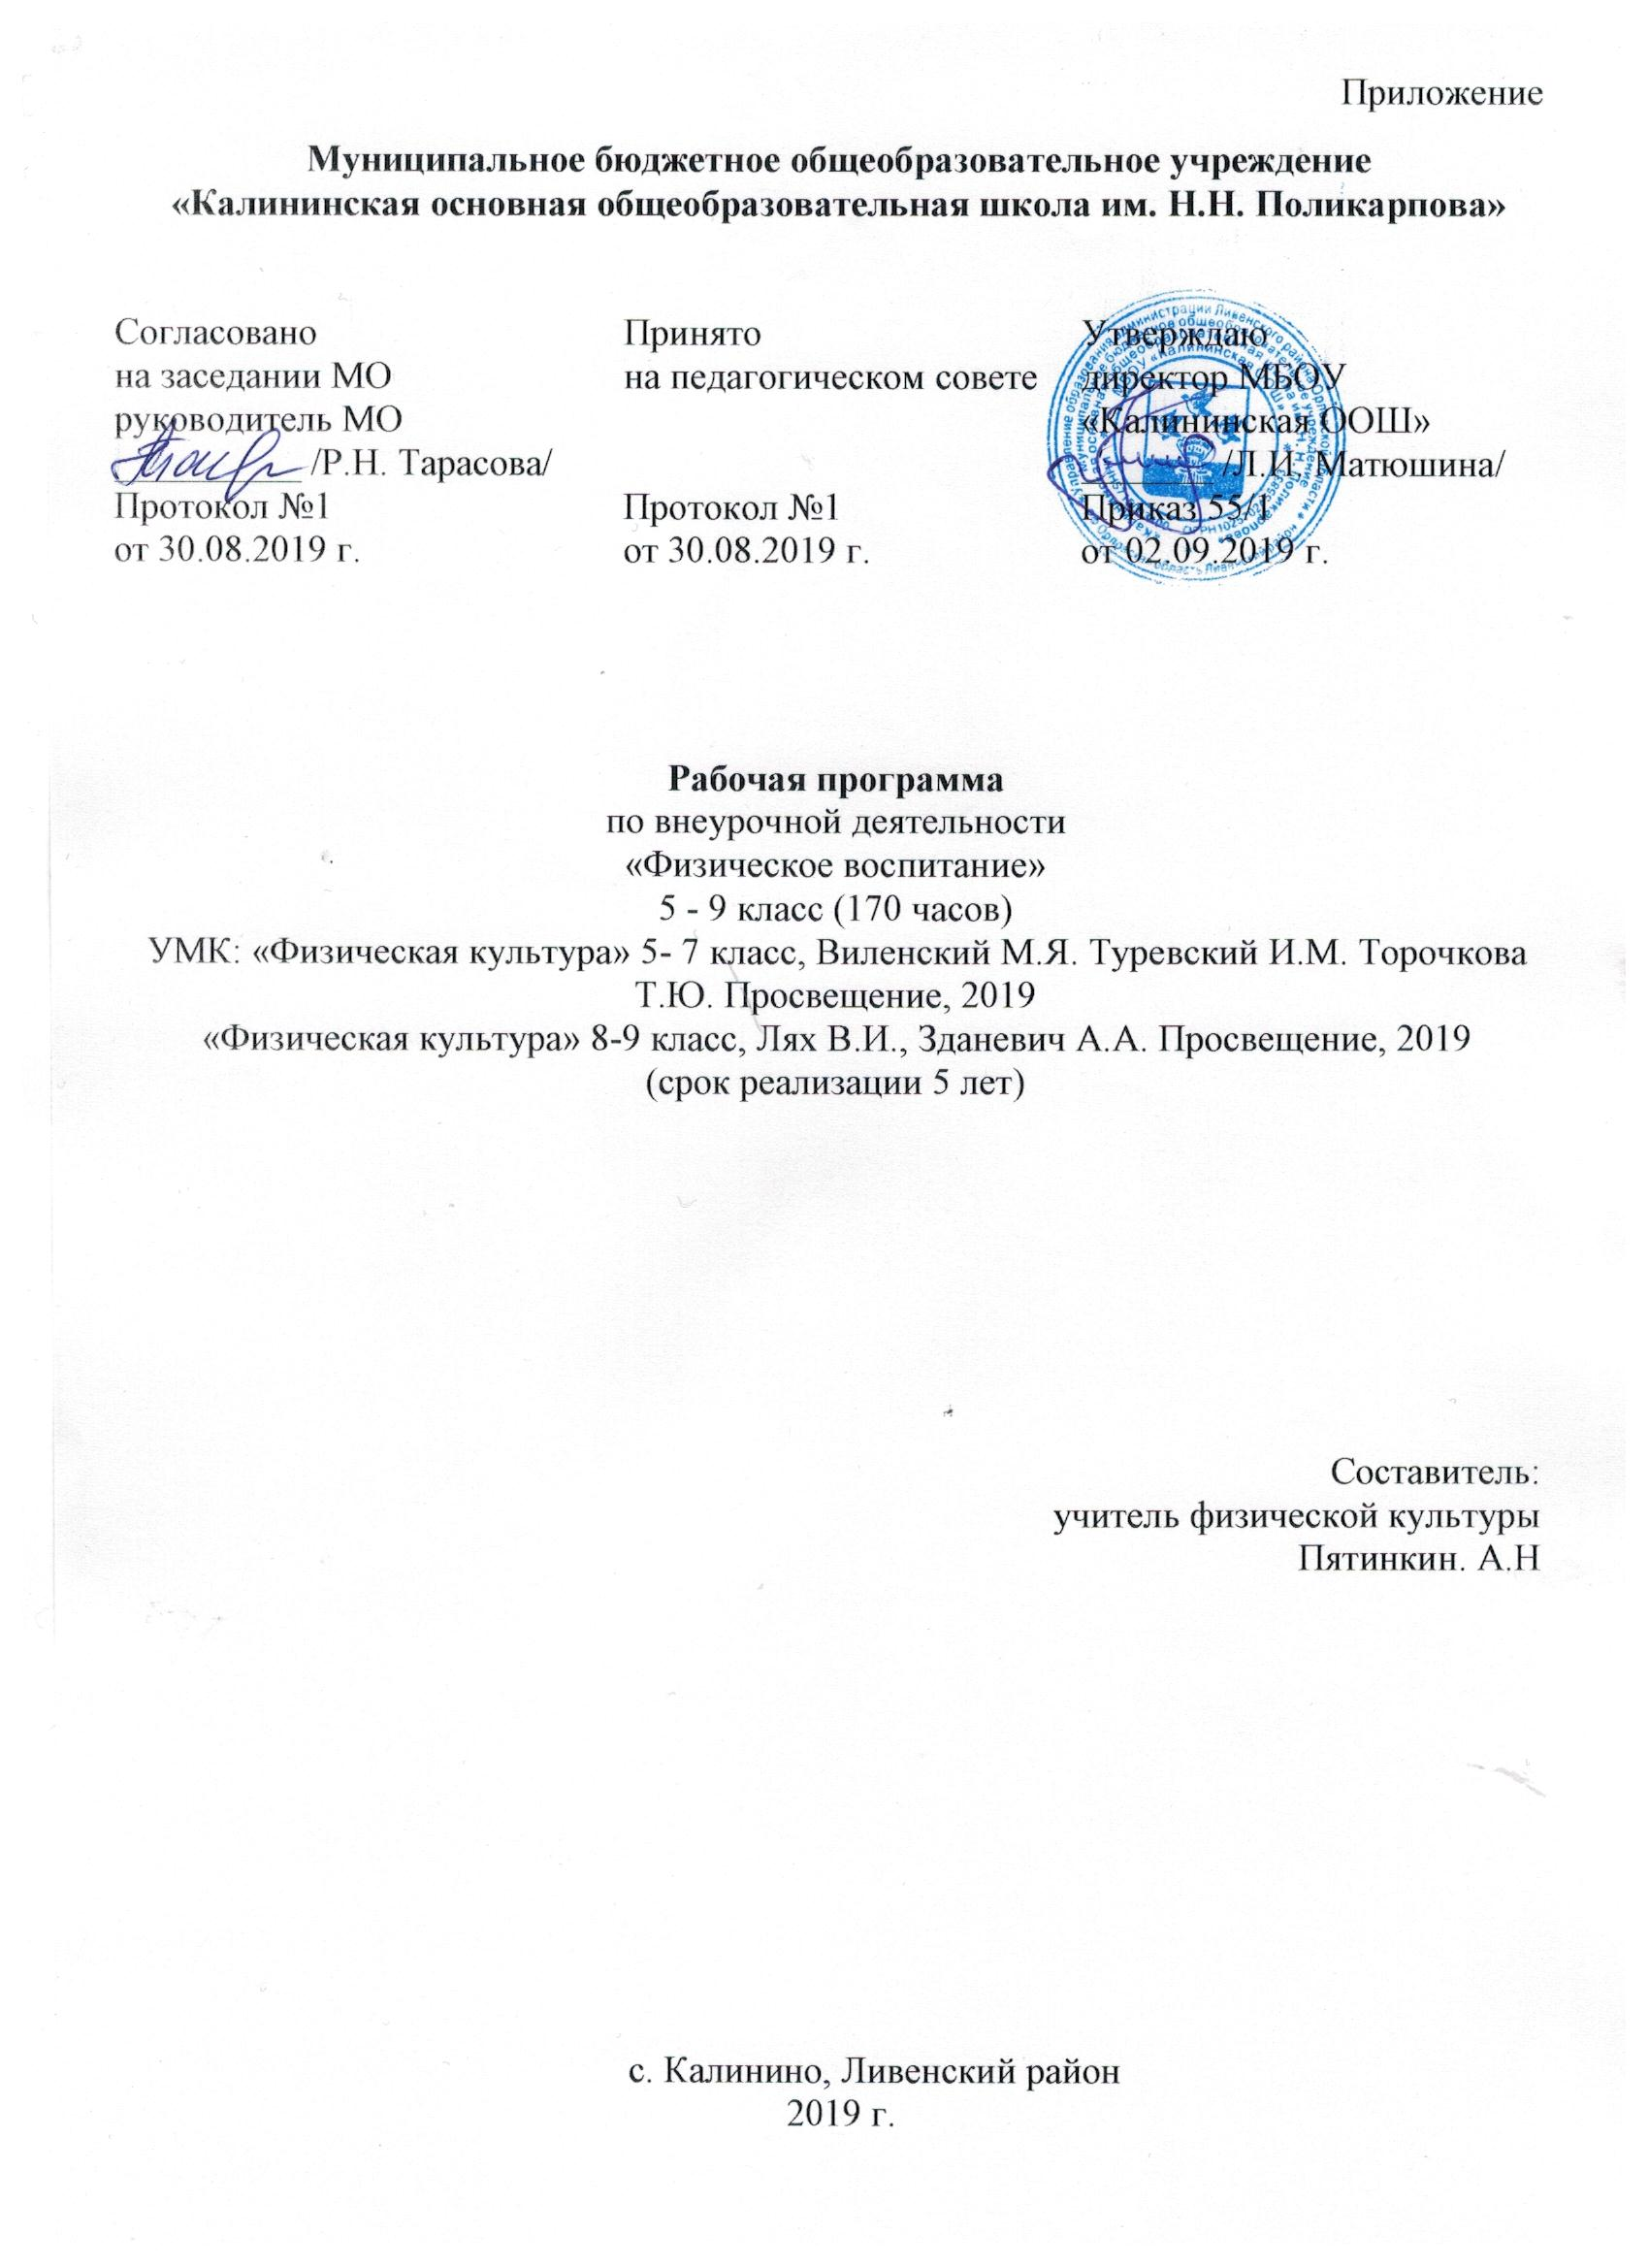 Приложение
Муниципальное бюджетное общеобразовательное учреждение
«Калининская основная общеобразовательная школа им. Н.Н. Поликарпова»
Согласовано
на заседании МО
руководитель МО
/Р.Н. Тарасова/
Протокол №1
от 30.08.2019 г.
Принято
на педагогическом совете
Протокол №1
от 30.08.2019 г.
Утверждаю
директор МБОУ
«Калининская ООШ»
/Л.И. Матюшина/
Приказ 55/1
от 02.09.2019 г.
Рабочая программа
по внеурочной деятельности
«Физическое воспитание»
5 - 9 класс (170 часов)
УМК: «Физическая культура» 5- 7 класс, Виленский М.Я. Туревский И.М. Торочкова
Т.Ю. Просвещение, 2019
«Физическая культура» 8-9 класс, Лях В.И., Зданевич А.А. Просвещение, 2019
(срок реализации 5 лет)
Составитель:
учитель физической культуры
Пятинкин. А.Н
с. Калинино, Ливенский район
2019 г.